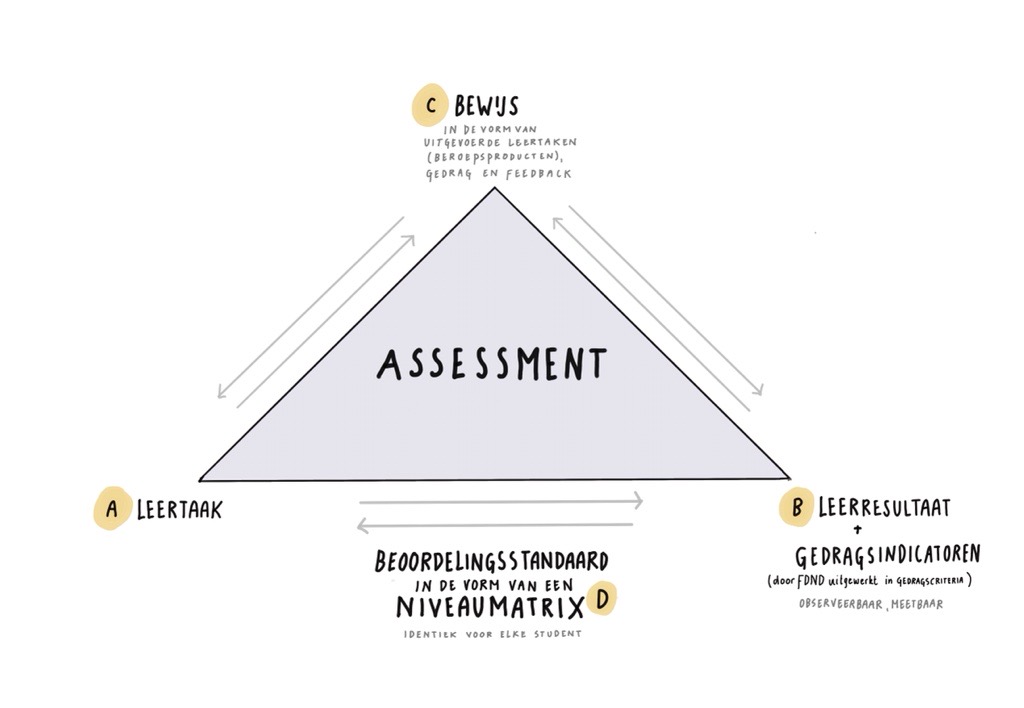 C BEWIJS
IN DE VORM VAN
UITGEVOERDE LEERTAKEN
(BEROEPSPRODUCTEN),
GEDRAG EN FEEDBACK
ASSESSMENT
A LEERTAAK
B LEERRESULTAAT
+
GEDRAGSINDICATOREN
(door FDND uitgewerkt in GEDRAGSCRITERIA)
OBSERVEERBAAR, MEETBAAR
BEOORDELINGSSTANDAARD
IN DE VORM VAN EEN
NIVEAUMATRIX D
IDENTIEK VOOR ELKE STUDENT